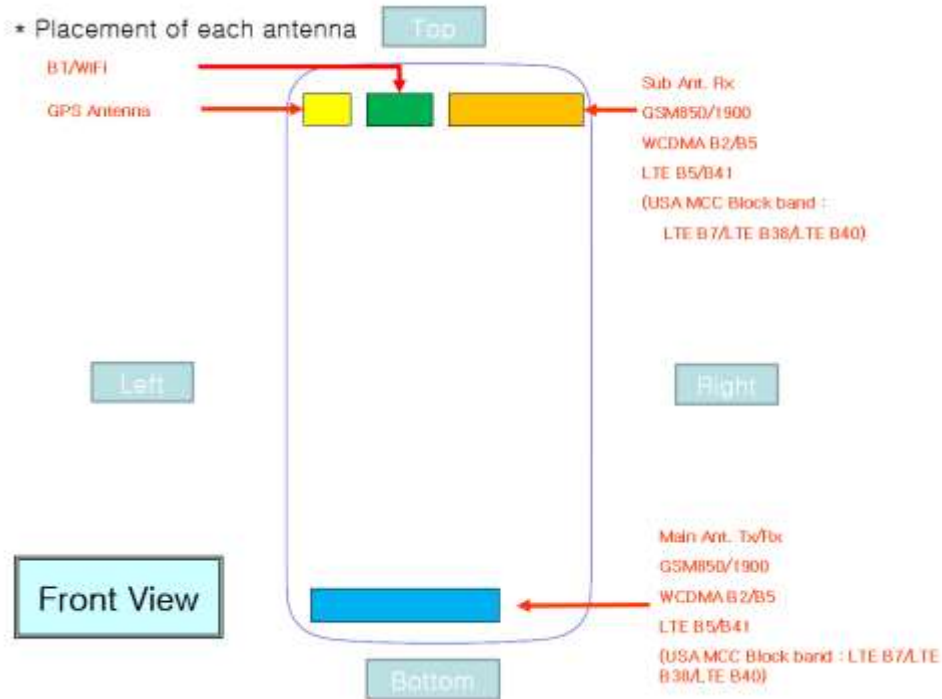 * Placement of each antenna
Top
BT/WiFi
GPS Antenna
Sub Ant. Rx
GSM850/1900
WCDMA B2/B5
LTE B5/B41
(USA MCC Block band :
LTE B7/LTE B38/LTE B40)
Left
Right
Front View
Main Ant. Tx/Rx
GSM850/1900
WCDMA B2/B5
LTE B5/B41
(USA MCC Block band : LTE B7/LTE
B38/LTE B40)
Bottom